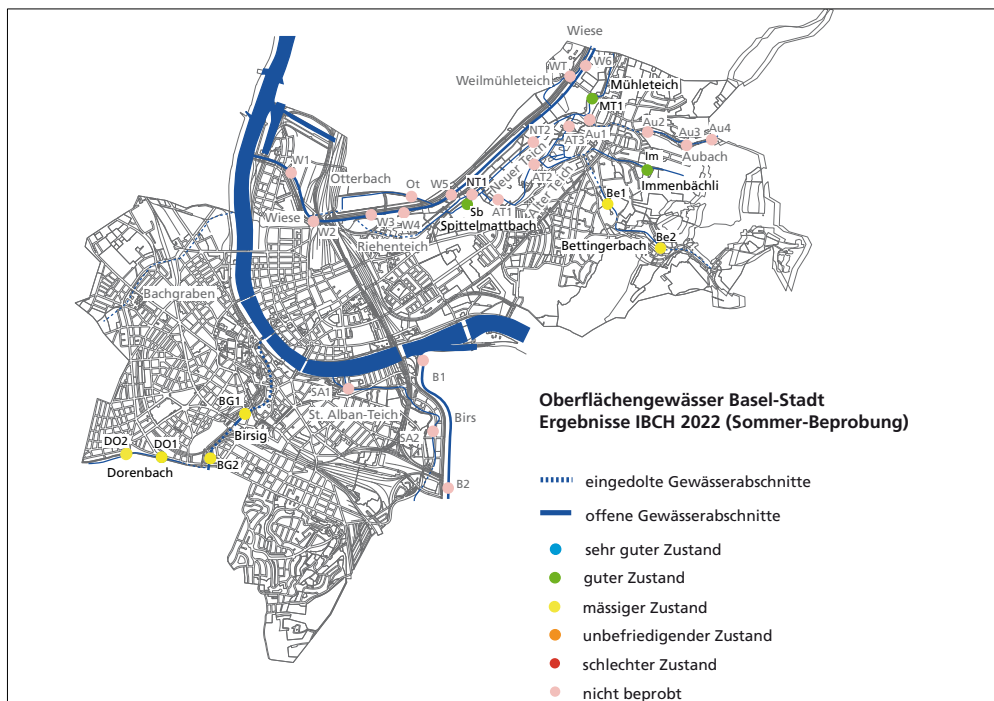 Wiese
WT
W6
Weilmühleteich
Mühleteich
MT1
NT2
Au1
Au2
Au3
Au4
AT3
Aubach
Neuer Teich
Im
AT2
Immenbächli
W1
Otterbach
Ot
W5
NT1
Be1
Wiese
W2
W3
W4
Sb
AT1
Spittelmattbach
Riehenteich
Be2
Bettingerbach
Bachgraben
B1
SA1
BG1
St. Alban-Teich
Birs
Birsig
SA2
DO2
DO1
BG2
Dorenbach
B2
Oberflächengewässer Basel-Stadt
Ergebnisse IBCH 2022 (Sommer-Beprobung)
eingedolte Gewässerabschnitte
offene Gewässerabschnitte
sehr guter Zustand
guter Zustand
mässiger Zustand
unbefriedigender Zustand
schlechter Zustand
nicht beprobt